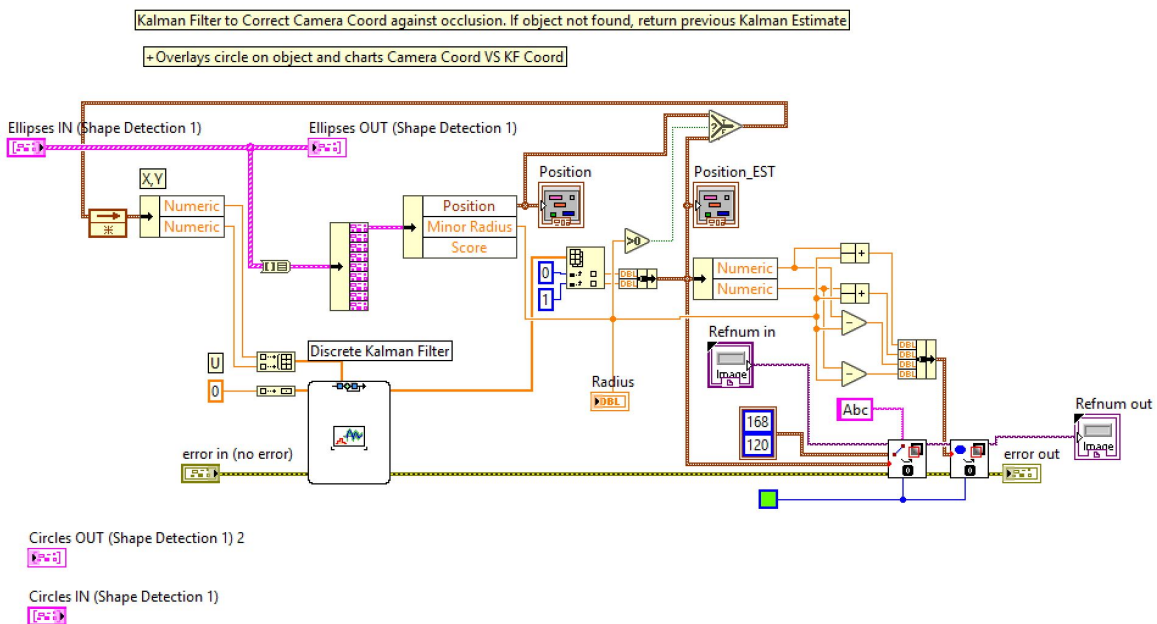 Kalman Filter to Correct Camera Coord against occlusion. If object not found, return previous Kalman Estimate
+Overlays circle on object and charts Camera Coord VS KF Coord
Ellipses IN (Shape Detection 1)
Ellipses OUT (Shape Detection 1)
X,Y
Numeric
Numeric
Position
Minor Radius
Score
Position
Position_EST
? T F
>0
0
1
DBL
DBL
Numeric
Numeric
+
+
-
-
DBL
DBL
DBL
DBL
U
0
Discrete Kalman Filter
Radius
DBL
Refnum in
Image
Abc
168
120
Refnum out
Image
error in (no error)
error out
0
0
Circles OUT (Shape Detection 1) 2
Circles IN (Shape Detection 1)